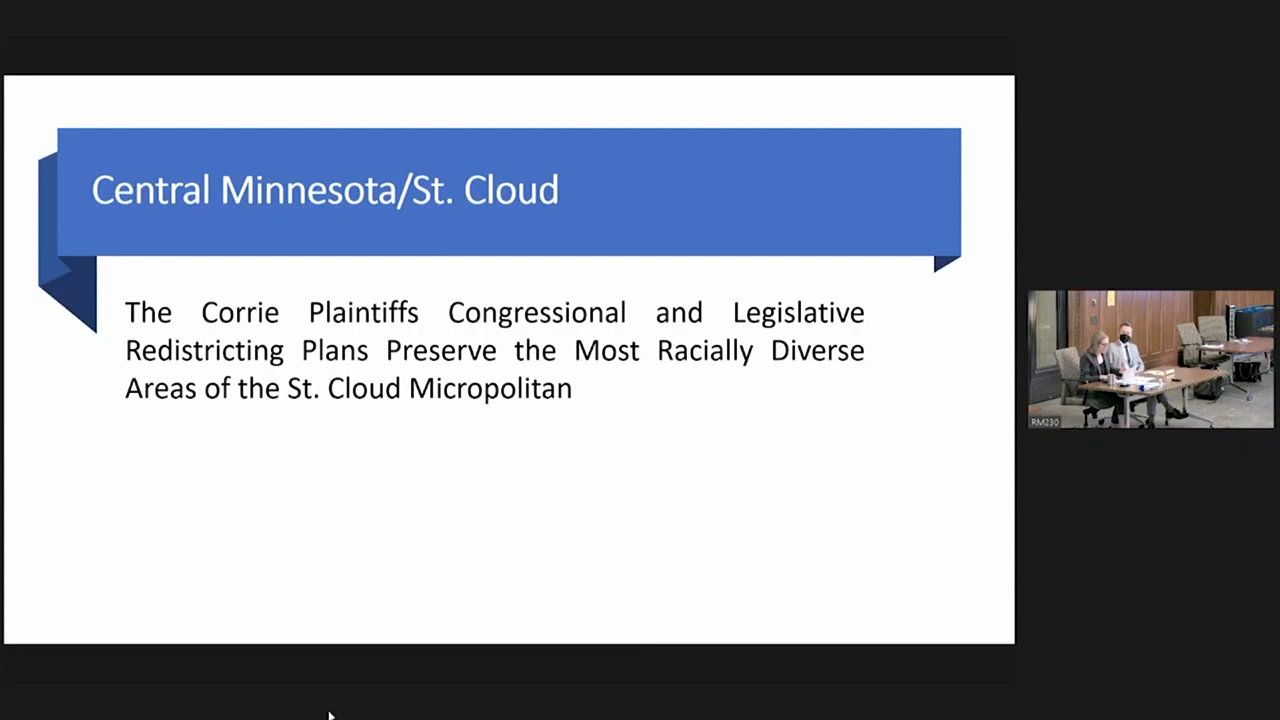 Central Minnesota/St. Cloud
The Corrie Plaintiffs Congressional and Legislative
Redistricting Plans Preserve the Most Racially Diverse
Areas of the St. Cloud Micropolitan
RM230